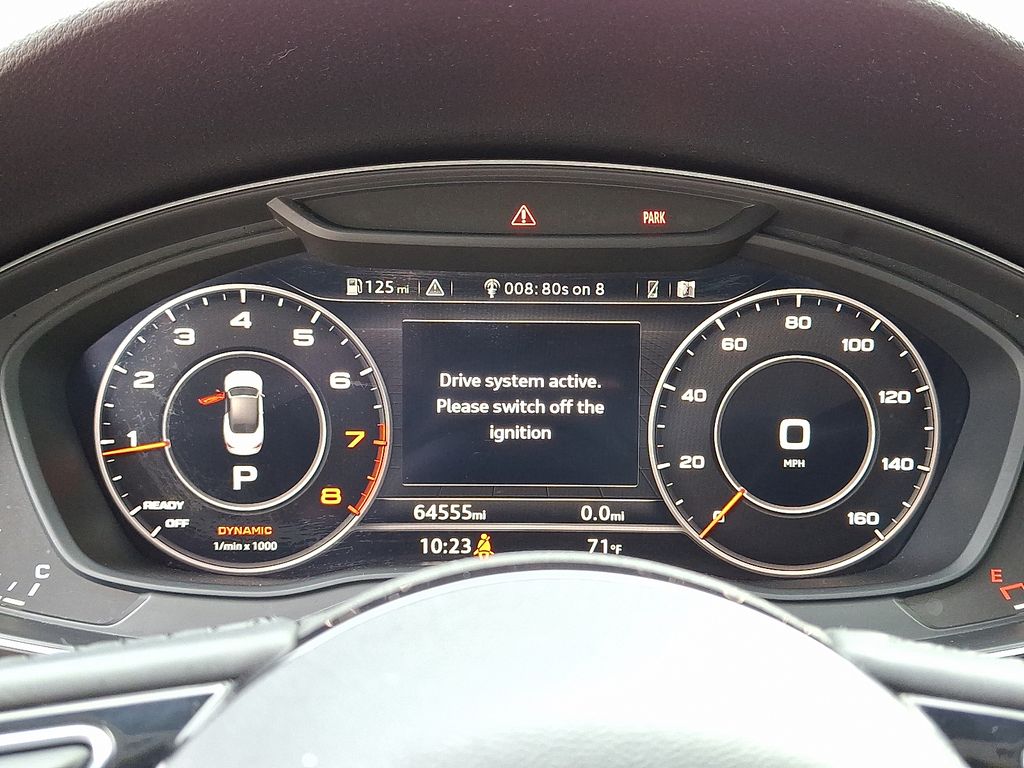 PARK
125 mi
008: 80s on 8
1
2
3
4
5
6
7
8
P
READY
OFF
DYNAMIC
1/min x 1000
Drive system active.
Please switch off the
ignition
64555mi
0.0mi
10:23
71°F
0
20
40
60
80
100
120
140
160
0
MPH
C
E